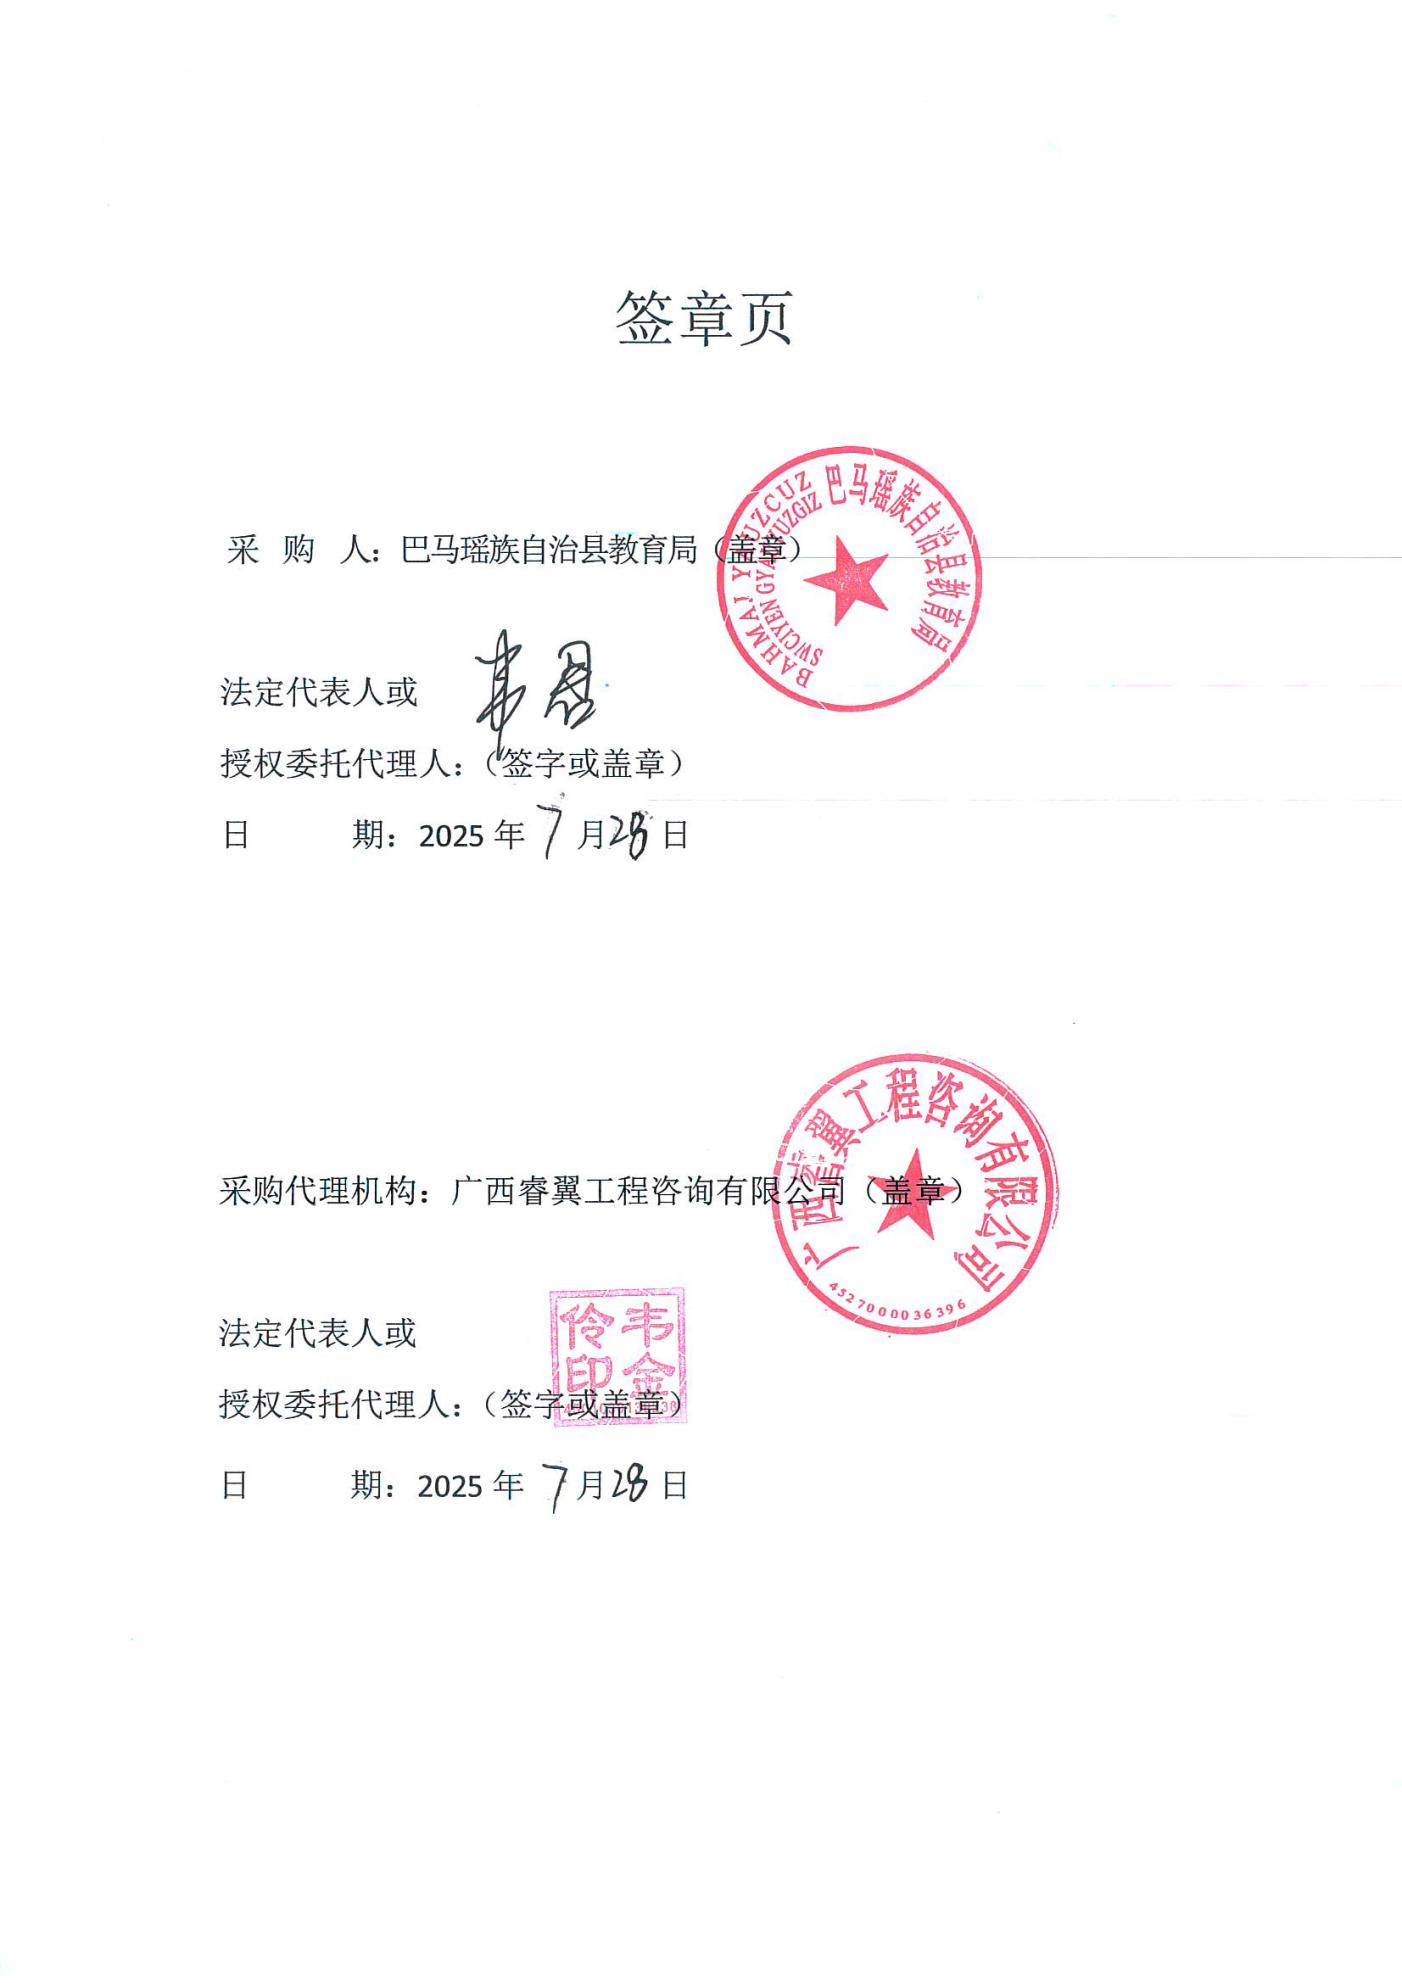 签章页
采 购 人：巴马瑶族自治县教育局（盖章）
巴马瑶族自治县教育局
BAHMAJ YAUZCUZ
SWCIYEN GYAUYUZGIZ
法定代表人或
韦
授权委托代理人：（签字或盖章）
日 期：2025 年 7 月 28 日
采购代理机构：广西睿翼工程咨询有限公司（盖章）
广西睿翼工程咨询有限公司
4527000036396
法定代表人或
韦金伶印
授权委托代理人：（签字或盖章）
日 期：2025 年 7 月 28 日